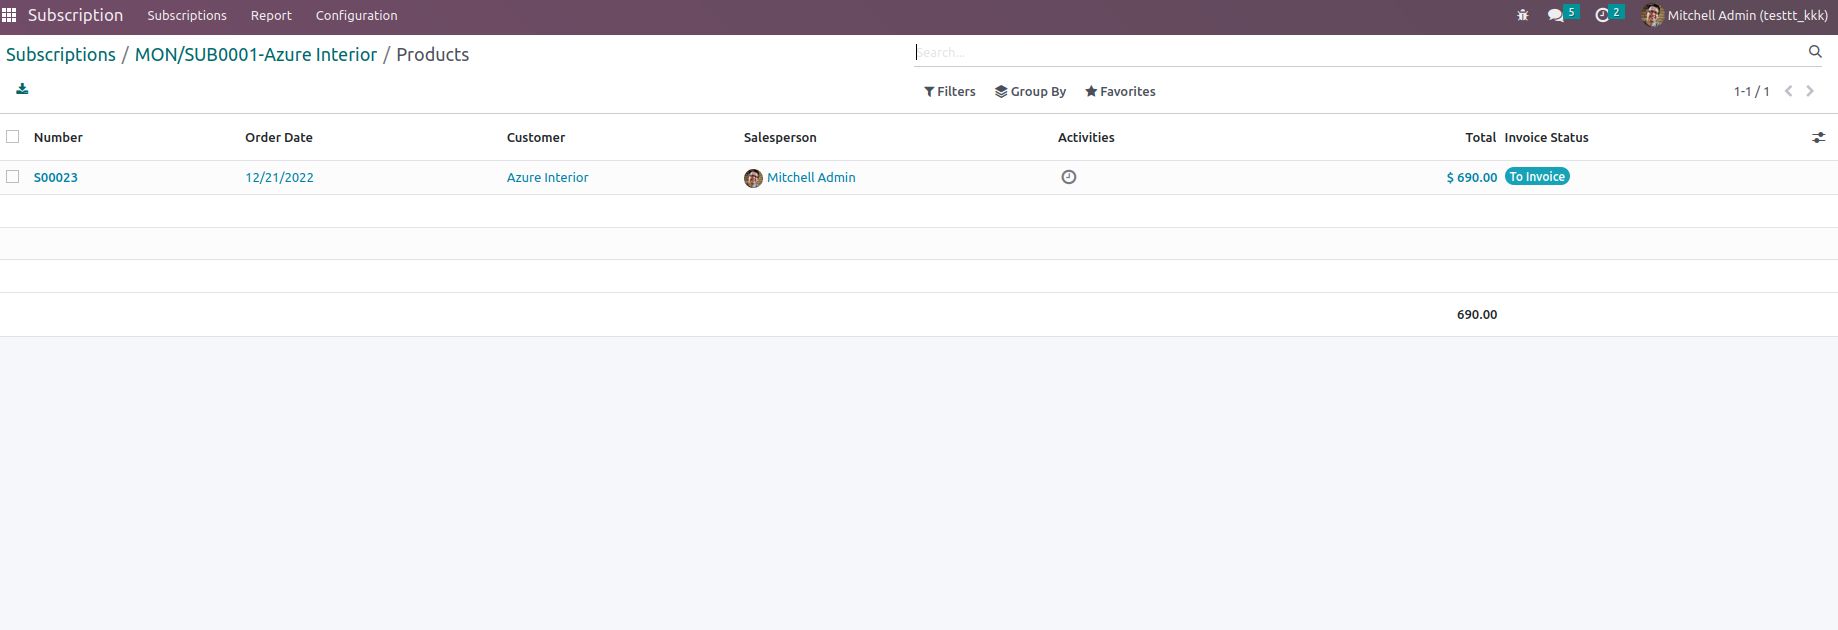 Subscription Subscriptions Report Configuration 5 2 Mitchell Admin (testtt_kkk)
Subscriptions / MON/SUB0001-Azure Interior / Products
Search...
Filters Group By Favorites 1-1 / 1
Number Order Date Customer Salesperson Activities Total Invoice Status
S00023 12/21/2022 Azure Interior Mitchell Admin $ 690.00 To Invoice
690.00